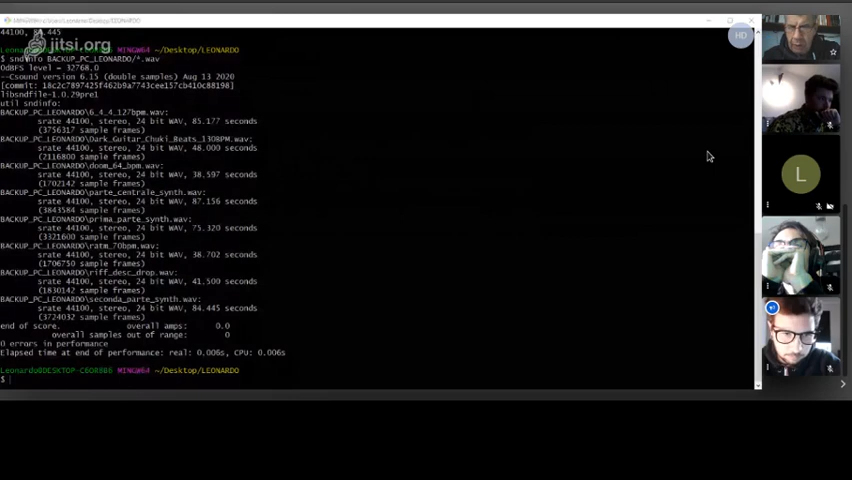 44100, 84.445
jitsi.org
HD
Leonardo@DESKTOP-C6OR9B6 MINGW64 ~/Desktop/LEONARDO
$ sndinfo BACKUP_PC_LEONARDO/*.wav
0dBFS level = 32768.0
--Csound version 6.15 (double samples) Aug 13 2020
[commit: 18c2c7897425f462b9a7743cee157cb410c88198]
libsndfile-1.0.29pre1
util sndinfo:
BACKUP_PC_LEONARDO\6_4_4_127bpm.wav:
srate 44100, stereo, 24 bit WAV, 85.177 seconds
(3756317 sample frames)
BACKUP_PC_LEONARDO\Dark_Guitar_Chuki_Beats_130BPM.wav:
srate 44100, stereo, 24 bit WAV, 48.000 seconds
(2116800 sample frames)
BACKUP_PC_LEONARDO\doom_64_bpm.wav:
srate 44100, stereo, 24 bit WAV, 38.597 seconds
(1702142 sample frames)
BACKUP_PC_LEONARDO\parte_centrale_synth.wav:
srate 44100, stereo, 24 bit WAV, 87.156 seconds
(3843584 sample frames)
BACKUP_PC_LEONARDO\prima_parte_synth.wav:
srate 44100, stereo, 24 bit WAV, 75.320 seconds
(3321600 sample frames)
BACKUP_PC_LEONARDO\ratm_70bpm.wav:
srate 44100, stereo, 24 bit WAV, 38.702 seconds
(1706750 sample frames)
BACKUP_PC_LEONARDO\riff_desc_drop.wav:
srate 44100, stereo, 24 bit WAV, 41.500 seconds
(1830142 sample frames)
BACKUP_PC_LEONARDO\seconda_parte_synth.wav:
srate 44100, stereo, 24 bit WAV, 84.445 seconds
(3724032 sample frames)
end of score. overall amps: 0.0
overall samples out of range: 0
0 errors in performance
Elapsed time at end of performance: real: 0.006s, CPU: 0.006s
Leonardo@DESKTOP-C6OR9B6 MINGW64 ~/Desktop/LEONARDO
$
L